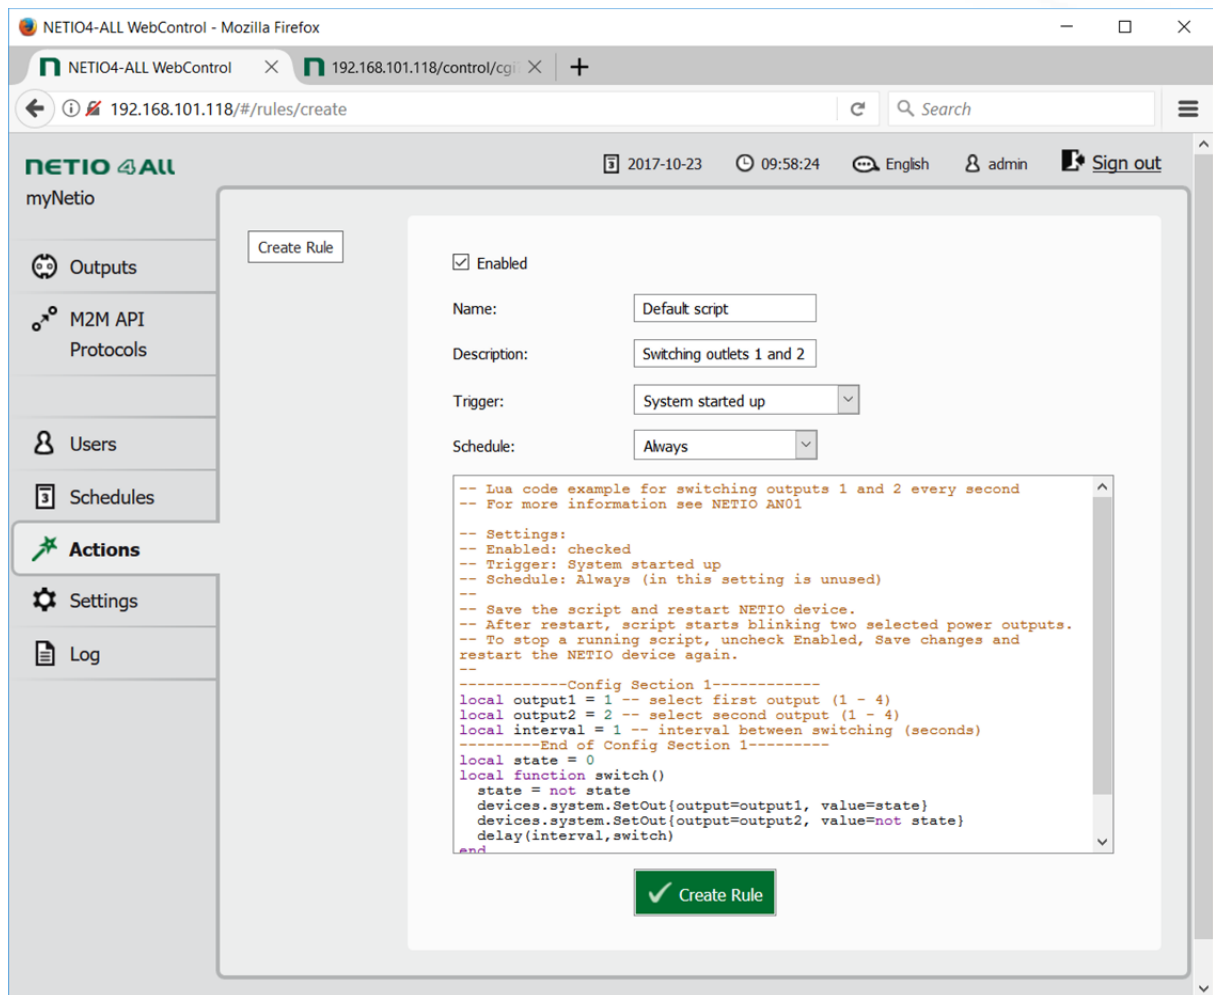 NETIO4-ALL WebControl - Mozilla Firefox
NETIO4-ALL WebControl
192.168.101.118/control/cgi
192.168.101.118/#/rules/create
Search
NETIO 4All
2017-10-23
09:58:24
English
admin
Sign out
myNetio
Outputs
M2M API
Protocols
Users
Schedules
Actions
Settings
Log
Create Rule
Enabled
Name:
Default script
Description:
Switching outlets 1 and 2
Trigger:
System started up
Schedule:
Always
-- Lua code example for switching outputs 1 and 2 every second
-- For more information see NETIO AN01
-- Settings:
-- Enabled: checked
-- Trigger: System started up
-- Schedule: Always (in this setting is unused)
--
-- Save the script and restart NETIO device.
-- After restart, script starts blinking two selected power outputs.
-- To stop a running script, uncheck Enabled, Save changes and
restart the NETIO device again.
--
------------Config Section 1------------
local output1 = 1 -- select first output (1 - 4)
local output2 = 2 -- select second output (1 - 4)
local interval = 1 -- interval between switching (seconds)
---------End of Config Section 1---------
local state = 0
local function switch()
  state = not state
  devices.system.SetOut{output=output1, value=state}
  devices.system.SetOut{output=output2, value=not state}
  delay(interval,switch)
end
Create Rule